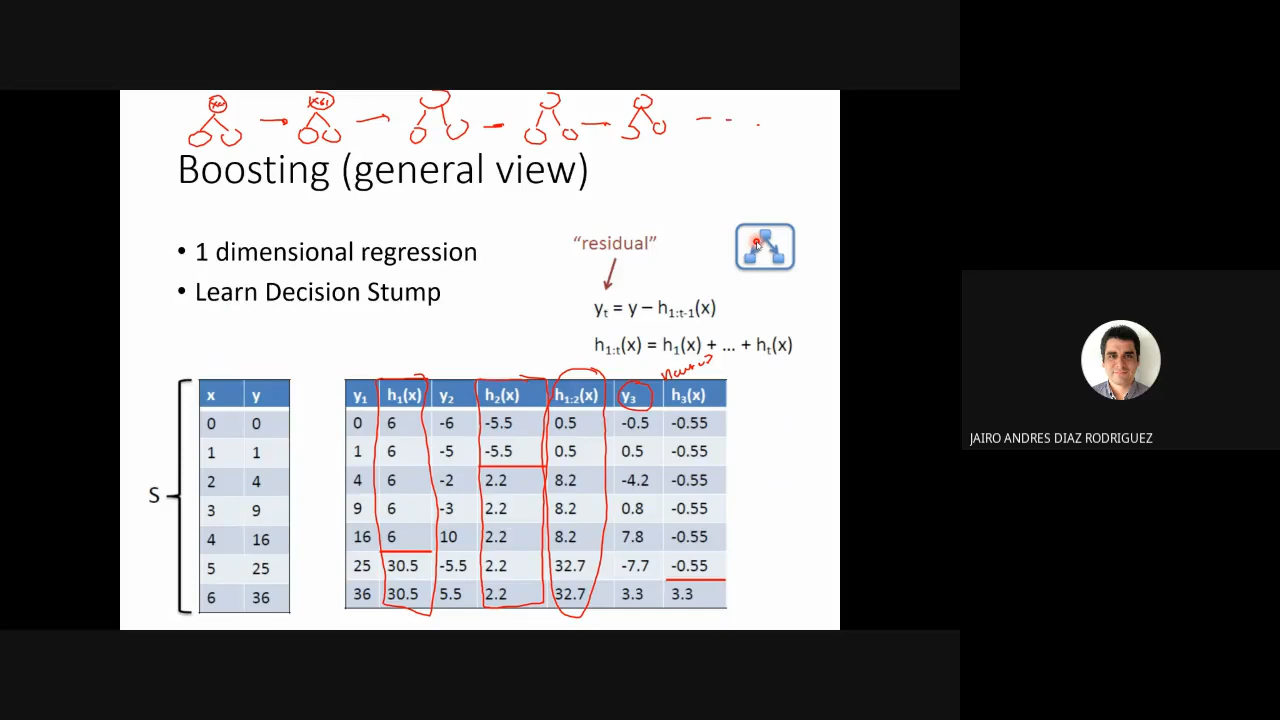 Boosting (general view)
• 1 dimensional regression
• Learn Decision Stump
"residual"
yt = y – h1:t-1(x)
h1:t(x) = h1(x) + … + ht(x)
S
x y
0 0
1 1
2 4
3 9
4 16
5 25
6 36
y1 h1(x) y2 h2(x) h1:2(x) y3 h3(x)
0 6 -6 -5.5 0.5 -0.5 -0.55
1 6 -5 -5.5 0.5 0.5 -0.55
4 6 -2 2.2 8.2 -4.2 -0.55
9 6 -3 2.2 8.2 0.8 -0.55
16 6 10 2.2 8.2 7.8 -0.55
25 30.5 -5.5 2.2 32.7 -7.7 -0.55
36 30.5 5.5 2.2 32.7 3.3 3.3
JAIRO ANDRES DIAZ RODRIGUEZ